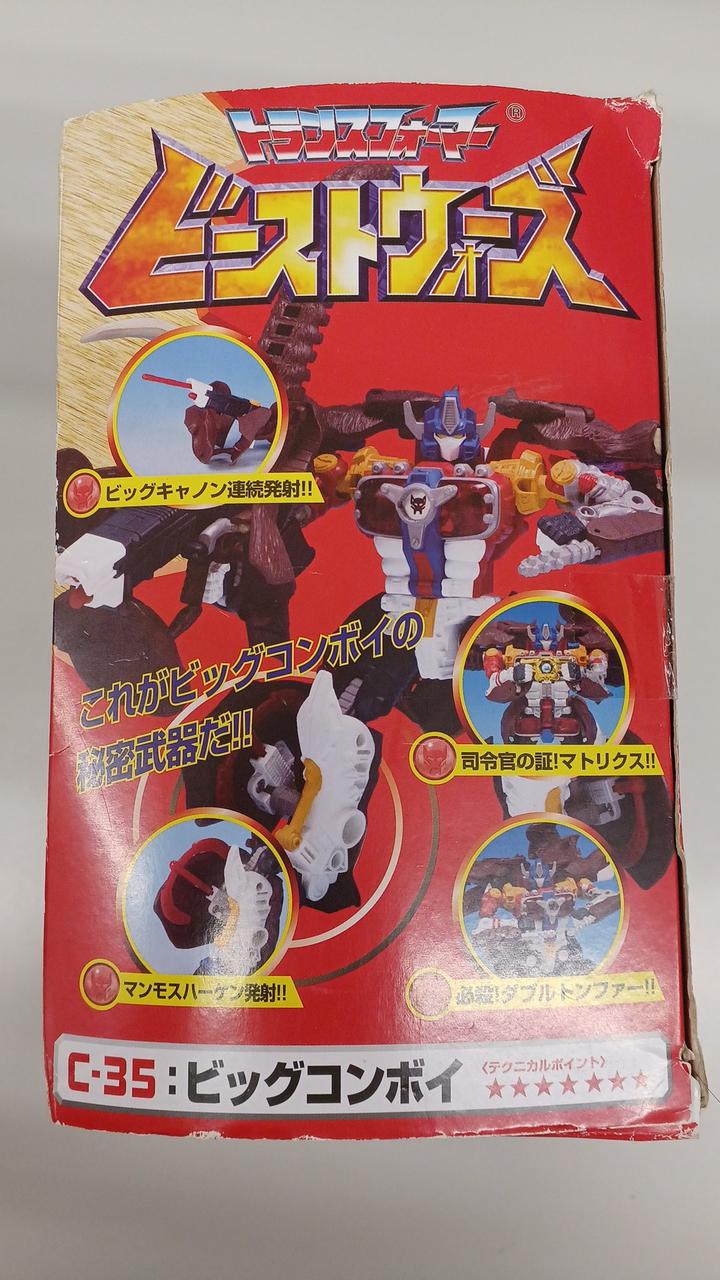 トランスフォーマー®
ビーストウォーズ
ビッグキャノン連続発射!!
これがビッグコンボイの
秘密武器だ!!
司令官の証!マトリクス!!
マンモスハーケン発射!!
必殺!ダブルトンファー!!
C-35:ビッグコンボイ
〈テクニカルポイント〉
★★★★★★★